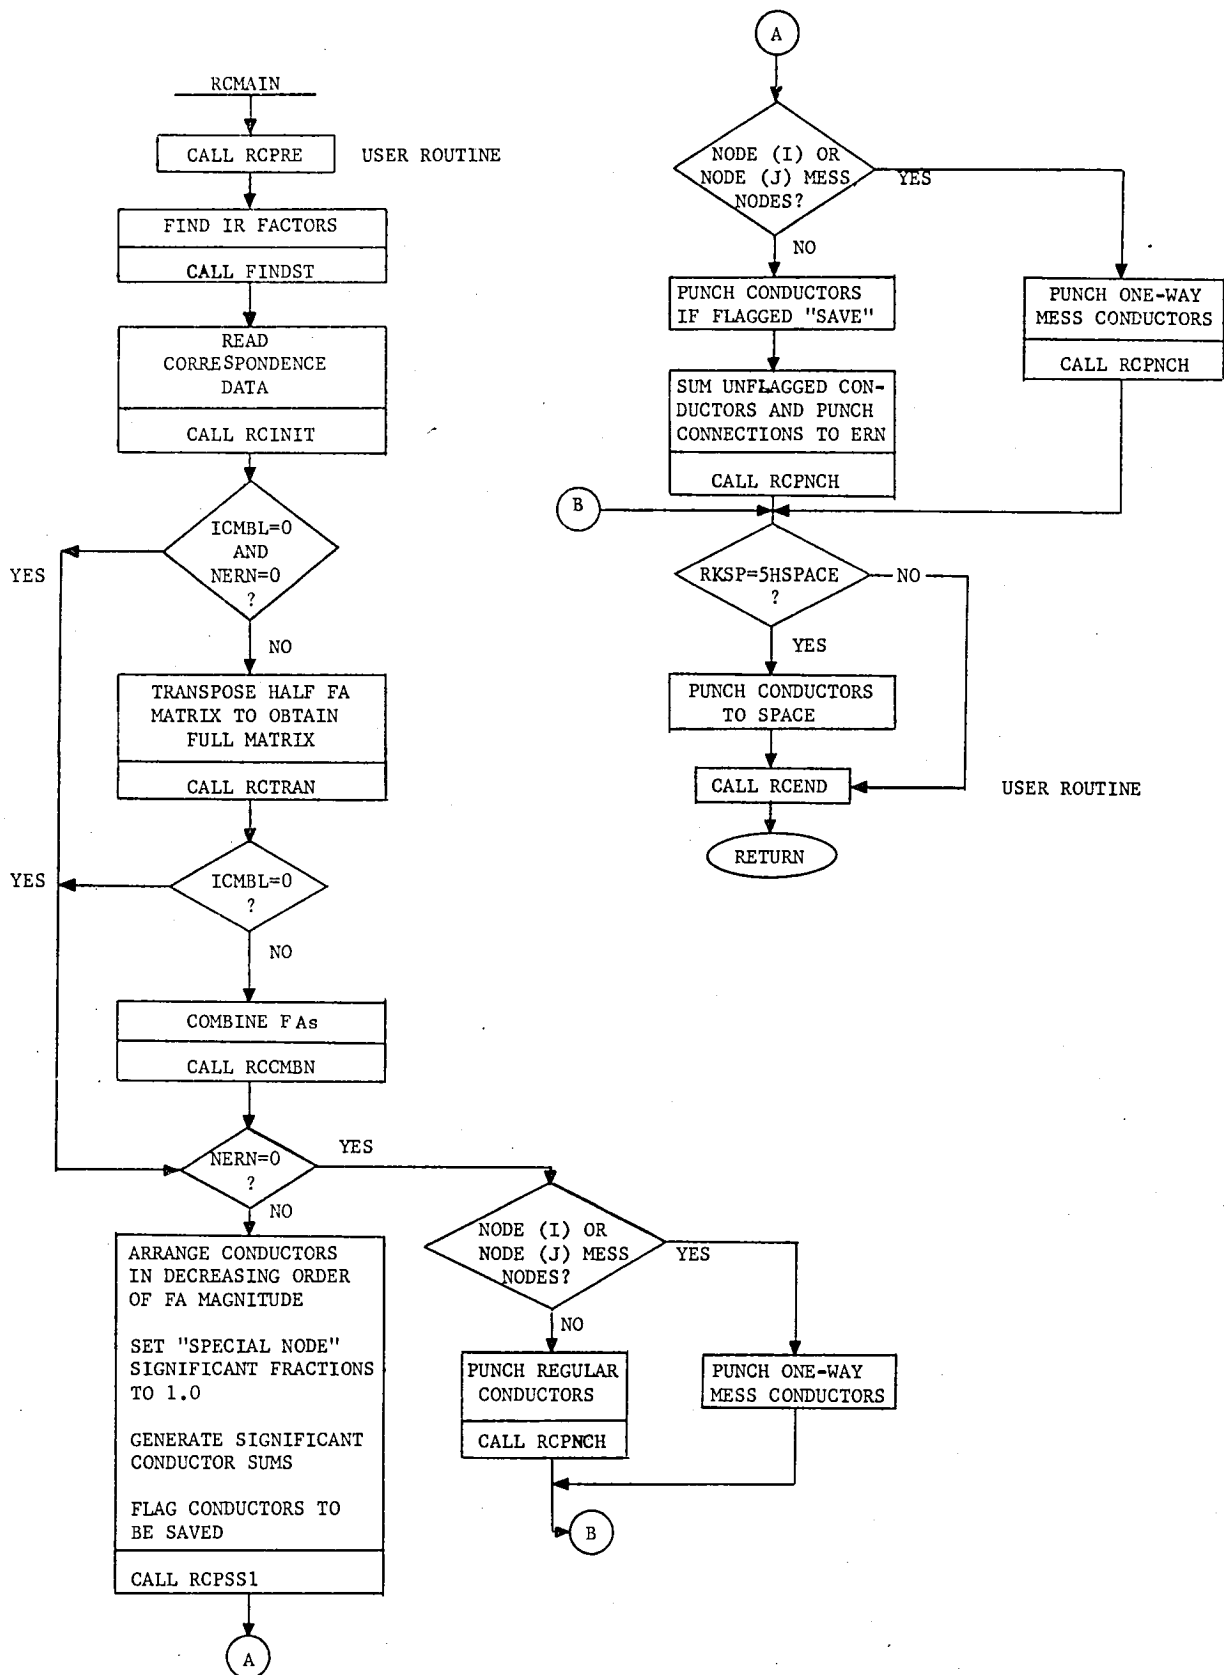 RCMAIN
CALL RCPRE
USER ROUTINE
FIND IR FACTORS
CALL FINDST
READ
CORRESPONDENCE
DATA
CALL RCINIT
ICMBL=0
AND
NERN=0
?
YES
NO
TRANSPOSE HALF FA
MATRIX TO OBTAIN
FULL MATRIX
CALL RCTRAN
ICMBL=0
?
YES
NO
COMBINE FAs
CALL RCCMBN
NERN=0
?
YES
NO
ARRANGE CONDUCTORS
IN DECREASING ORDER
OF FA MAGNITUDE
SET "SPECIAL NODE"
SIGNIFICANT FRACTIONS
TO 1.0
GENERATE SIGNIFICANT
CONDUCTOR SUMS
FLAG CONDUCTORS TO
BE SAVED
CALL RCPSS1
A
NODE (I) OR
NODE (J) MESS
NODES?
YES
NO
PUNCH REGULAR
CONDUCTORS
CALL RCPNCH
PUNCH ONE-WAY
MESS CONDUCTORS
B
A
NODE (I) OR
NODE (J) MESS
NODES?
YES
NO
PUNCH CONDUCTORS
IF FLAGGED "SAVE"
SUM UNFLAGGED CON-
DUCTORS AND PUNCH
CONNECTIONS TO ERN
CALL RCPNCH
PUNCH ONE-WAY
MESS CONDUCTORS
CALL RCPNCH
B
RKSP=5HSPACE
?
NO
YES
PUNCH CONDUCTORS
TO SPACE
CALL RCEND
USER ROUTINE
RETURN